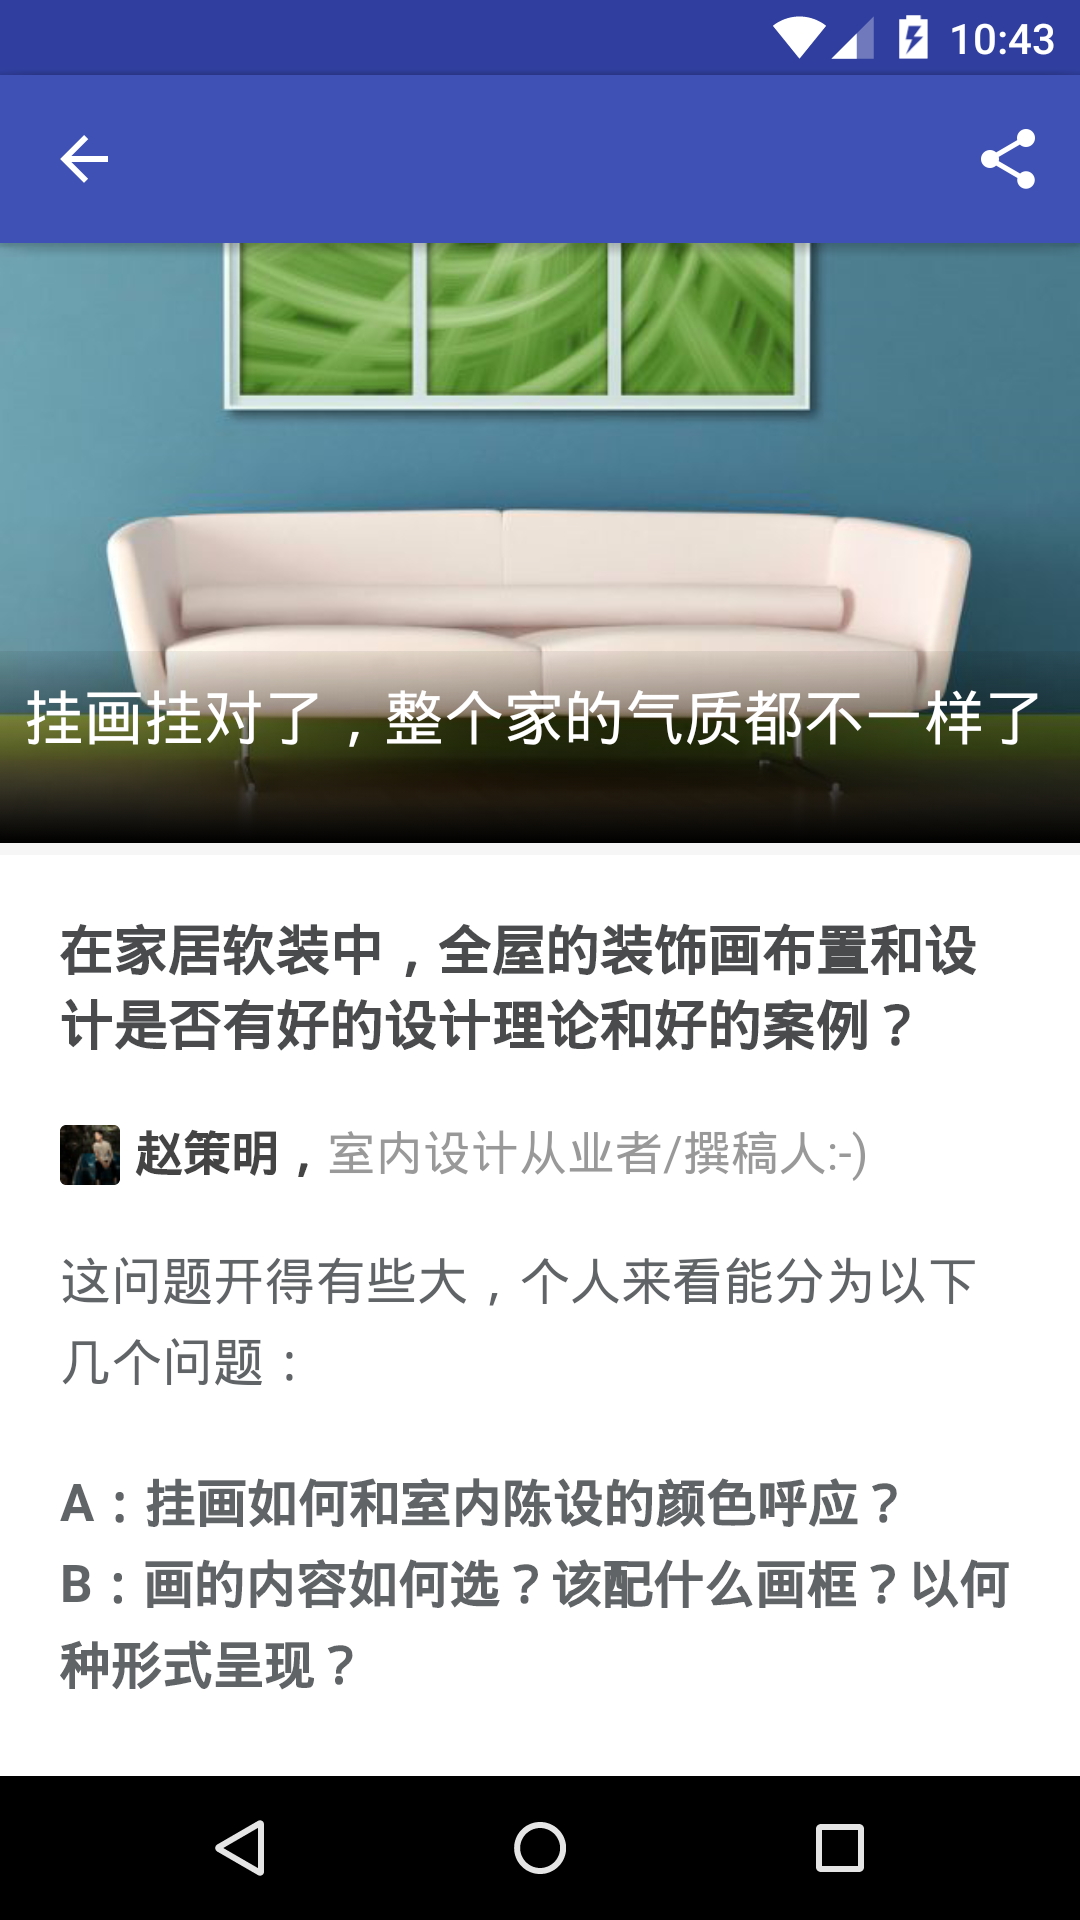 10:43
挂画挂对了，整个家的气质都不一样了
在家居软装中，全屋的装饰画布置和设
计是否有好的设计理论和好的案例？
赵策明，室内设计从业者/撰稿人:-)
这问题开得有些大，个人来看能分为以下
几个问题：
A：挂画如何和室内陈设的颜色呼应？
B：画的内容如何选？该配什么画框？以何
种形式呈现？